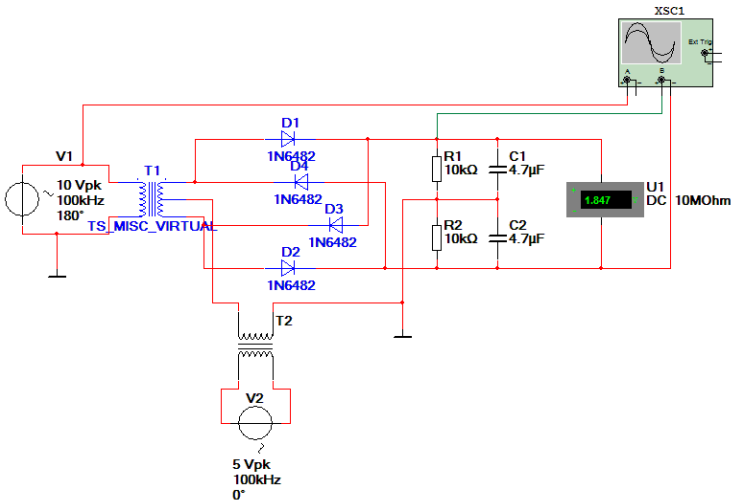 XSC1
Ext Trig
A
B
V1
10 Vpk
100kHz
180°
T1
TS_MISC_VIRTUAL
D1
1N6482
D4
1N6482
D3
1N6482
D2
1N6482
R1
10kΩ
C1
4.7µF
R2
10kΩ
C2
4.7µF
U1
DC 10MOhm
1.847
T2
V2
5 Vpk
100kHz
0°